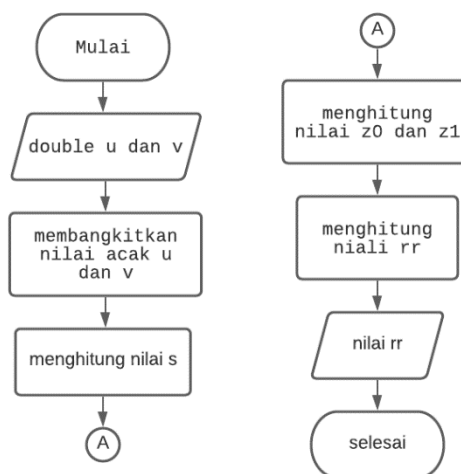 Mulai
double u dan v
membangkitkan
nilai acak u
dan v
menghitung nilai s
A
A
menghitung
nilai z0 dan z1
menghitung
niali rr
nilai rr
selesai